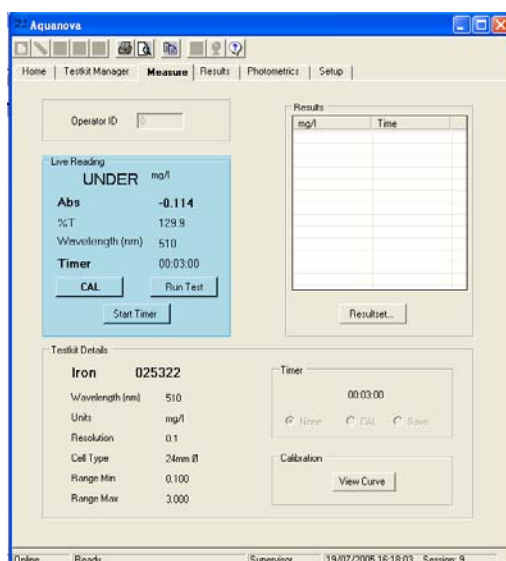 Aquanova
Home Testkit Manager Measure Results Photometrics Setup
Operator ID 0
Results
mg/l Time
Live Reading
UNDER mg/l
Abs -0.114
%T 129.9
Wavelength (nm) 510
Timer 00:03:00
CAL Run Test
Start Timer
Resultset...
Testkit Details
Iron 025322
Wavelength (nm) 510
Units mg/l
Resolution 0.1
Cell Type 24mm Ø
Range Min 0.100
Range Max 3.000
Timer
00:03:00
None CAL Save
Calibration
View Curve
Online Ready Supervisor 19/07/2005 16:18:03 Session: 9